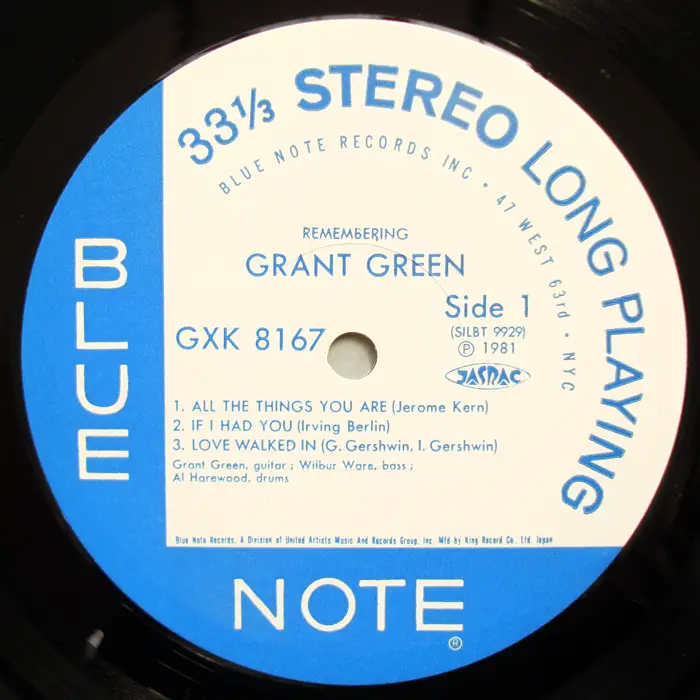 33⅓ STEREO LONG PLAYING
BLUE NOTE RECORDS INC • 47 WEST 63rd • NYC
REMEMBERING
GRANT GREEN
Side 1
GXK 8167
(SILBT 9929)
Ⓟ 1981
JASRAC
1. ALL THE THINGS YOU ARE (Jerome Kern)
2. IF I HAD YOU (Irving Berlin)
3. LOVE WALKED IN (G. Gershwin, I. Gershwin)
Grant Green, guitar ; Wilbur Ware, bass ;
Al Harewood, drums
Blue Note Records, A Division of United Artists Music And Records Group, Inc. Mfd by King Record Co., Ltd. Japan
BLUE
NOTE
®